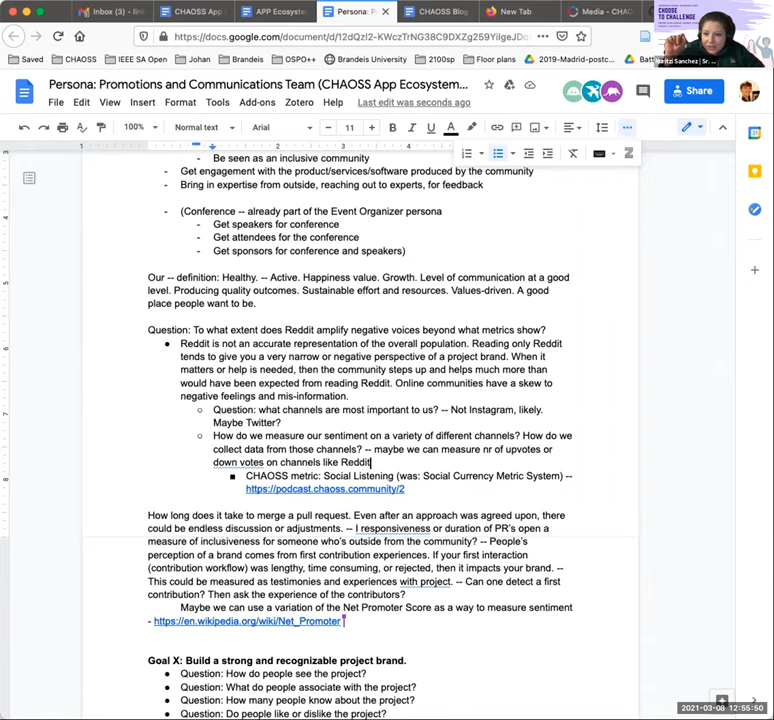 Inbox (3) - lin
CHAOSS App
APP Ecosystem
Persona: P
CHAOSS Blog
New Tab
Media - CHAO
https://docs.google.com/document/d/12dQzl2-KWczTrNG38C9DXZg259YiIgeJDo
Saved
CHAOSS
IEEE SA Open
Johan
Brandeis
OSPO++
Brandeis Univeristy
2100sp
Floor plans
2019-Madrid-postc...
Persona: Promotions and Communications Team (CHAOSS App Ecosystem...
Share
File Edit View Insert Format Tools Add-ons Zotero Help Last edit was seconds ago
100% Normal text Arial 11 B I U A
Be seen as an inclusive community
- Get engagement with the product/services/software produced by the community
- Bring in expertise from outside, reaching out to experts, for feedback
- (Conference -- already part of the Event Organizer persona
- Get speakers for conference
- Get attendees for the conference
- Get sponsors for conference and speakers)
Our -- definition: Healthy. -- Active. Happiness value. Growth. Level of communication at a good
level. Producing quality outcomes. Sustainable effort and resources. Values-driven. A good
place people want to be.
Question: To what extent does Reddit amplify negative voices beyond what metrics show?
● Reddit is not an accurate representation of the overall population. Reading only Reddit
tends to give you a very narrow or negative perspective of a project brand. When it
matters or help is needed, then the community steps up and helps much more than
would have been expected from reading Reddit. Online communities have a skew to
negative feelings and mis-information.
○ Question: what channels are most important to us? -- Not Instagram, likely.
Maybe Twitter?
○ How do we measure our sentiment on a variety of different channels? How do we
collect data from those channels? -- maybe we can measure nr of upvotes or
down votes on channels like Reddit
■ CHAOSS metric: Social Listening (was: Social Currency Metric System) --
https://podcast.chaoss.community/2
How long does it take to merge a pull request. Even after an approach was agreed upon, there
could be endless discussion or adjustments. -- I responsiveness or duration of PR's open a
measure of inclusiveness for someone who's outside from the community? -- People's
perception of a brand comes from first contribution experiences. If your first interaction
(contribution workflow) was lengthy, time consuming, or rejected, then it impacts your brand. --
This could be measured as testimonies and experiences with project. -- Can one detect a first
contribution? Then ask the experience of the contributors?
Maybe we can use a variation of the Net Promoter Score as a way to measure sentiment
- https://en.wikipedia.org/wiki/Net_Promoter
Goal X: Build a strong and recognizable project brand.
● Question: How do people see the project?
● Question: What do people associate with the project?
● Question: How many people know about the project?
● Question: Do people like or dislike the project?
CHOOSE
TO CHALLENGE
2021-03-08 12:55:50